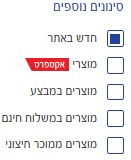 סינונים נוספים
חדש באתר
מוצרי אקספרס
מוצרים במבצע
מוצרים במשלוח חינם
מוצרים ממוכר חיצוני